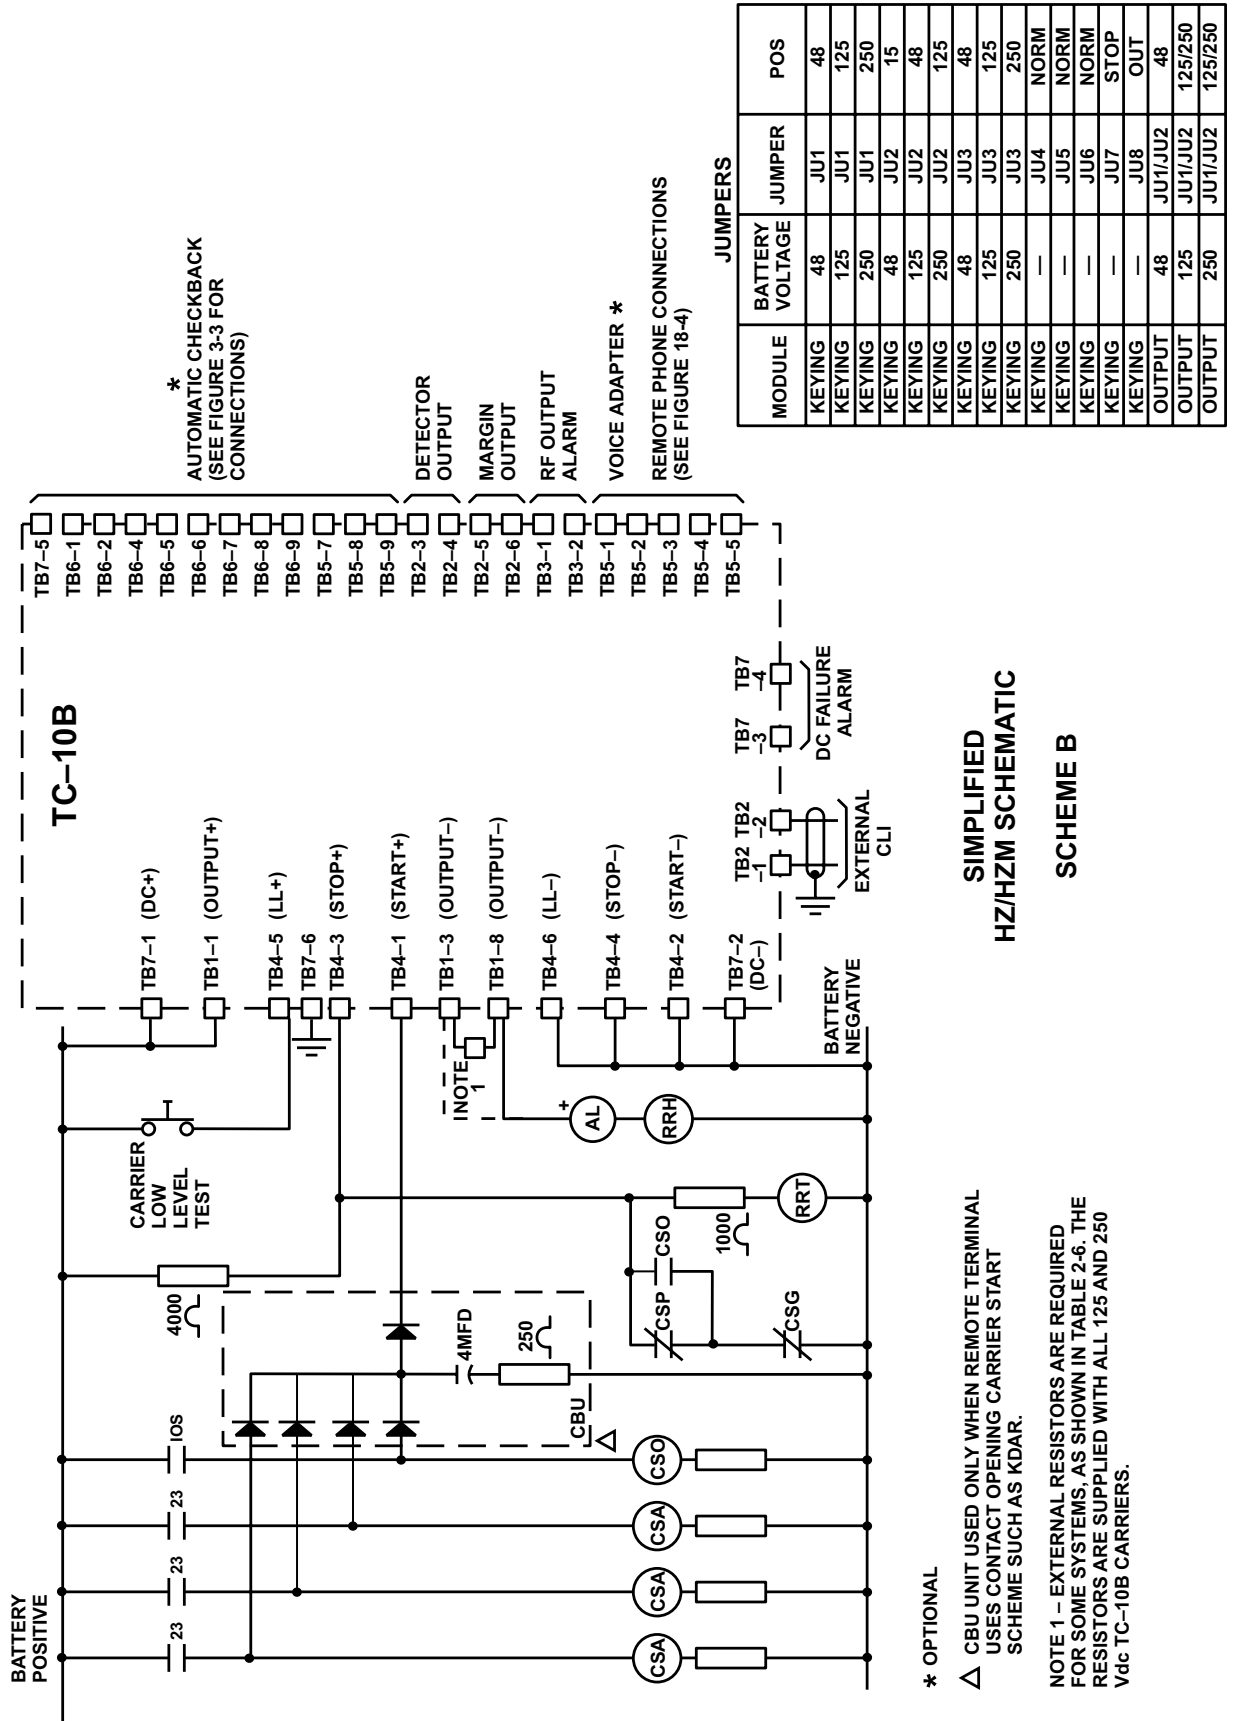 BATTERY
POSITIVE
23
23
23
IOS
CSA
CSA
CSA
CSO
CBU
4000
4MFD
250
CARRIER
LOW
LEVEL
TEST
CSP
CSO
CSG
1000
RRT
NOTE
1
+
AL
RRH
BATTERY
NEGATIVE
TC–10B
TB7–1 (DC+)
TB1–1 (OUTPUT+)
TB4–5 (LL+)
TB7–6
TB4–3 (STOP+)
TB4–1 (START+)
TB1–3 (OUTPUT–)
TB1–8 (OUTPUT–)
TB4–6 (LL–)
TB4–4 (STOP–)
TB4–2 (START–)
TB7–2
(DC–)
TB2
–1
TB2
–2
EXTERNAL
CLI
TB7
–3
TB7
–4
DC FAILURE
ALARM
TB7–5
TB6–1
TB6–2
TB6–4
TB6–5
TB6–6
TB6–7
TB6–8
TB6–9
TB5–7
TB5–8
TB5–9
TB2–3
TB2–4
TB2–5
TB2–6
TB3–1
TB3–2
TB5–1
TB5–2
TB5–3
TB5–4
TB5–5
*
AUTOMATIC CHECKBACK
(SEE FIGURE 3-3 FOR
CONNECTIONS)
DETECTOR
OUTPUT
MARGIN
OUTPUT
RF OUTPUT
ALARM
VOICE ADAPTER *
REMOTE PHONE CONNECTIONS
(SEE FIGURE 18-4)
JUMPERS
MODULE BATTERY VOLTAGE JUMPER POS
KEYING 48 JU1 48
KEYING 125 JU1 125
KEYING 250 JU1 250
KEYING 48 JU2 15
KEYING 125 JU2 48
KEYING 250 JU2 125
KEYING 48 JU3 48
KEYING 125 JU3 125
KEYING 250 JU3 250
KEYING — JU4 NORM
KEYING — JU5 NORM
KEYING — JU6 NORM
KEYING — JU7 STOP
KEYING — JU8 OUT
OUTPUT 48 JU1/JU2 48
OUTPUT 125 JU1/JU2 125/250
OUTPUT 250 JU1/JU2 125/250
SIMPLIFIED
HZ/HZM SCHEMATIC
SCHEME B
* OPTIONAL
△ CBU UNIT USED ONLY WHEN REMOTE TERMINAL
USES CONTACT OPENING CARRIER START
SCHEME SUCH AS KDAR.
NOTE 1 – EXTERNAL RESISTORS ARE REQUIRED
FOR SOME SYSTEMS, AS SHOWN IN TABLE 2-6. THE
RESISTORS ARE SUPPLIED WITH ALL 125 AND 250
Vdc TC–10B CARRIERS.